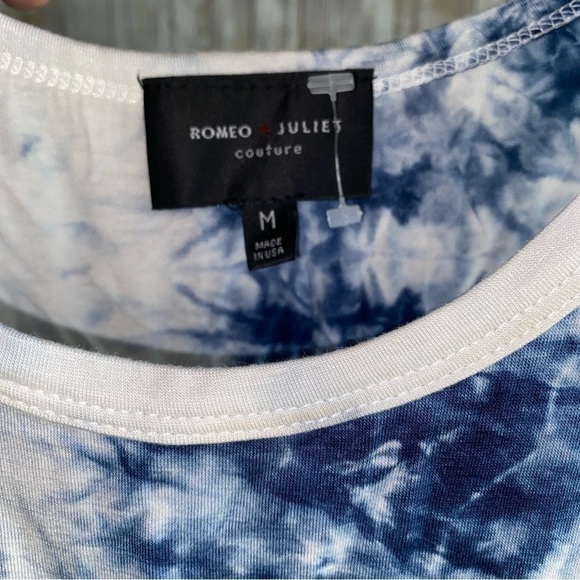 ROMEO + JULIET
couture
M
MADE
IN USA